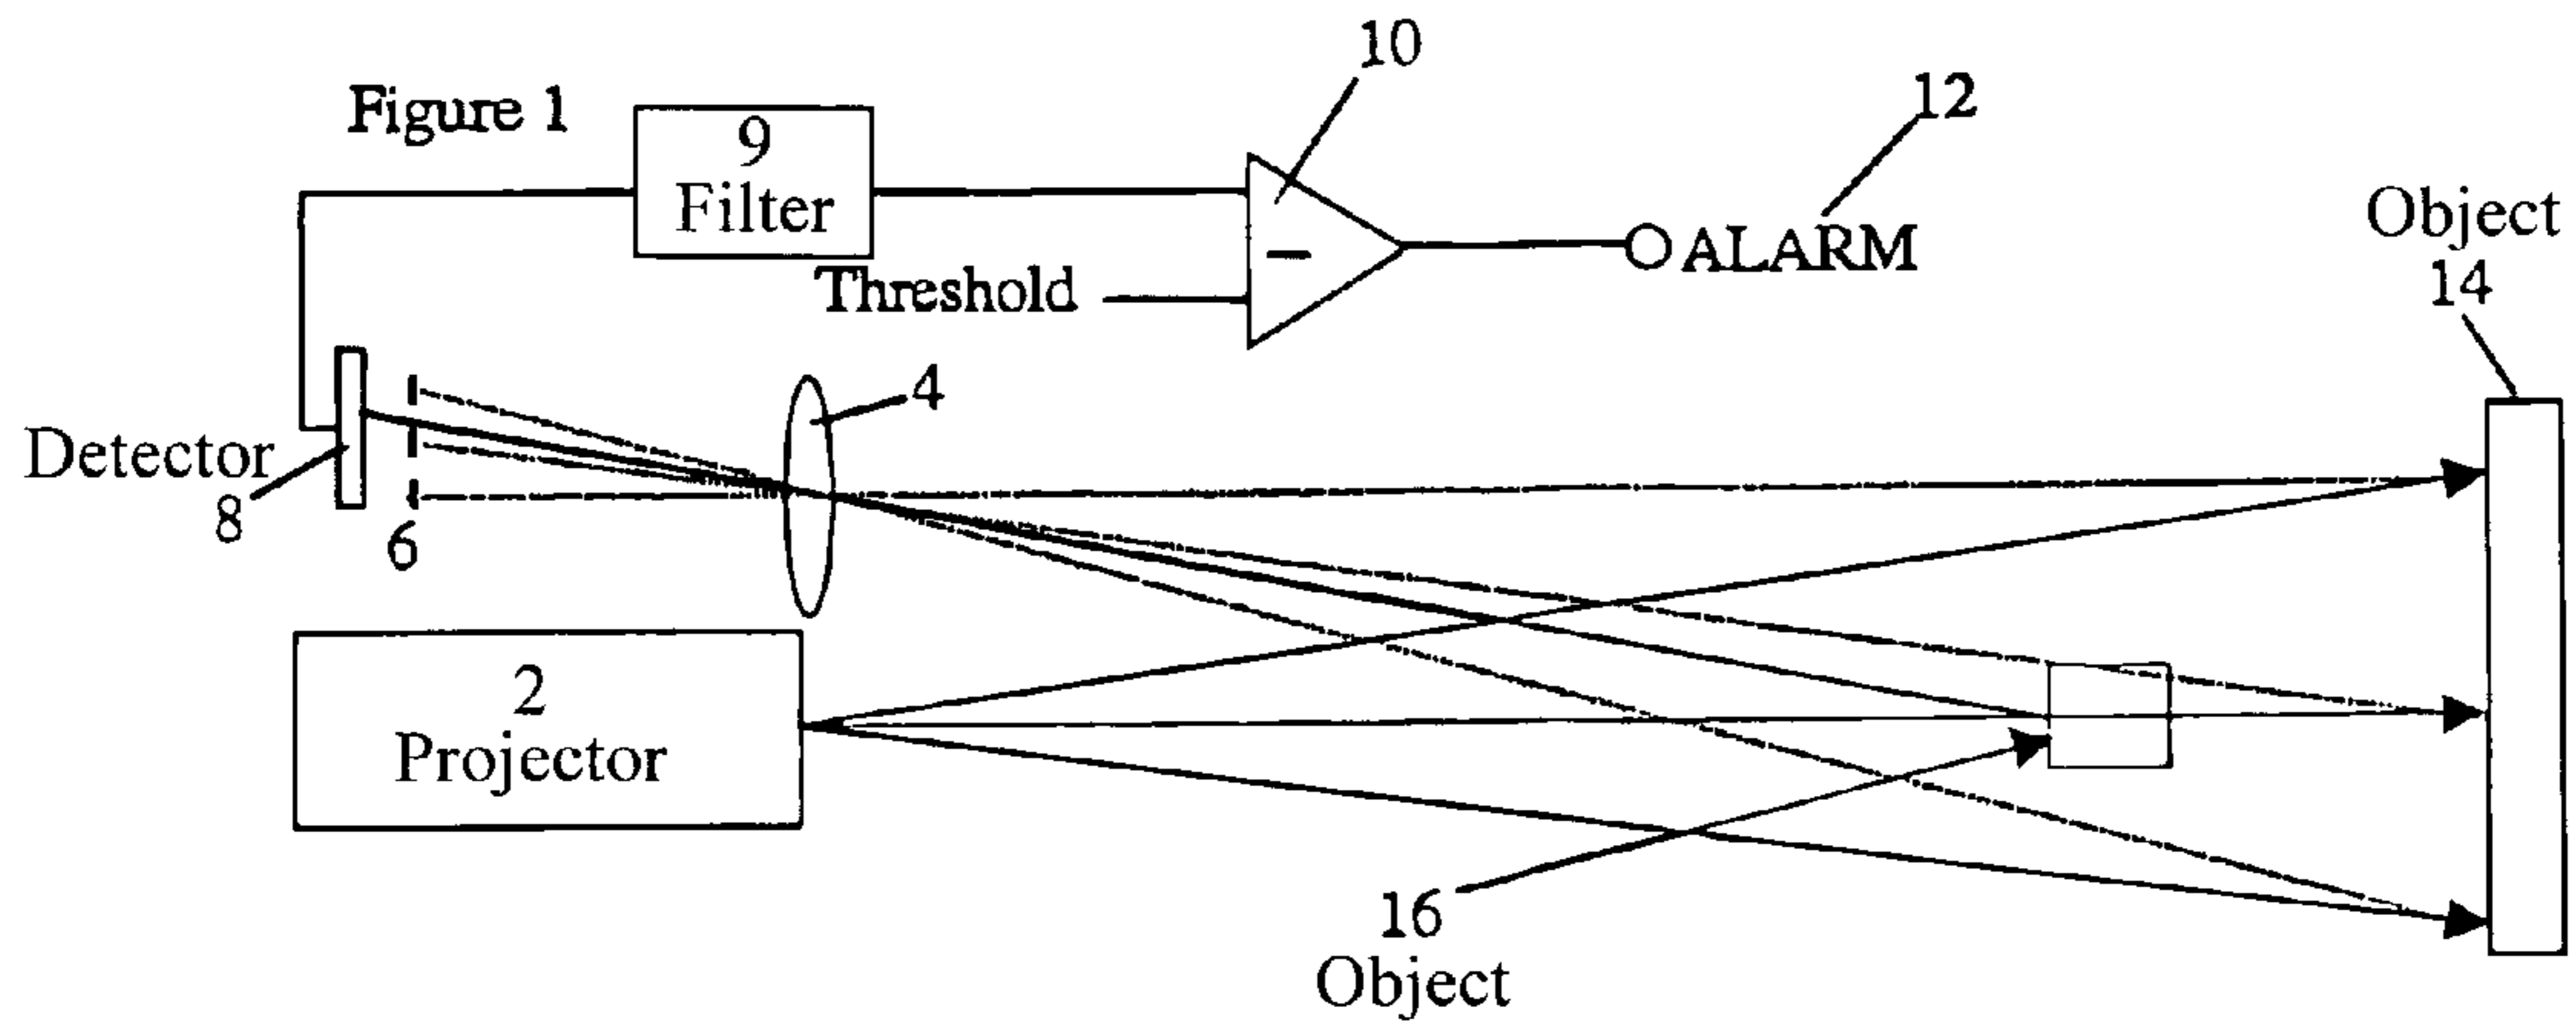 10
Figure 1
12
9
Filter
Object
14
ALARM
Threshold
4
Detector
8
6
2
Projector
16
Object